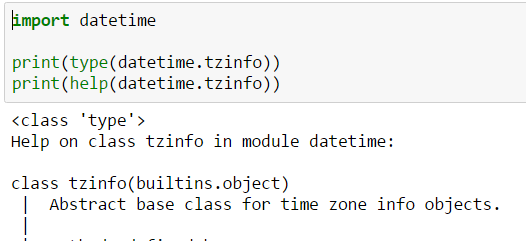 import datetime
print(type(datetime.tzinfo))
print(help(datetime.tzinfo))
<class 'type'>
Help on class tzinfo in module datetime:
class tzinfo(builtins.object)
| Abstract base class for time zone info objects.
|